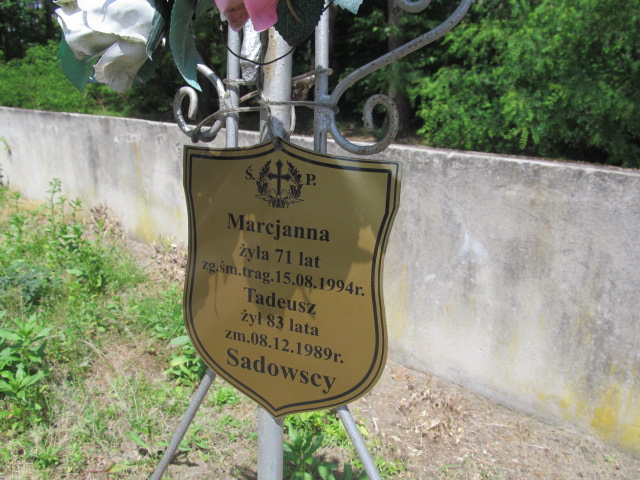 Ś. P.
Marcjanna
żyła 71 lat
zg.śm.trag.15.08.1994r.
Tadeusz
żył 83 lata
zm.08.12.1989r.
Sadowscy